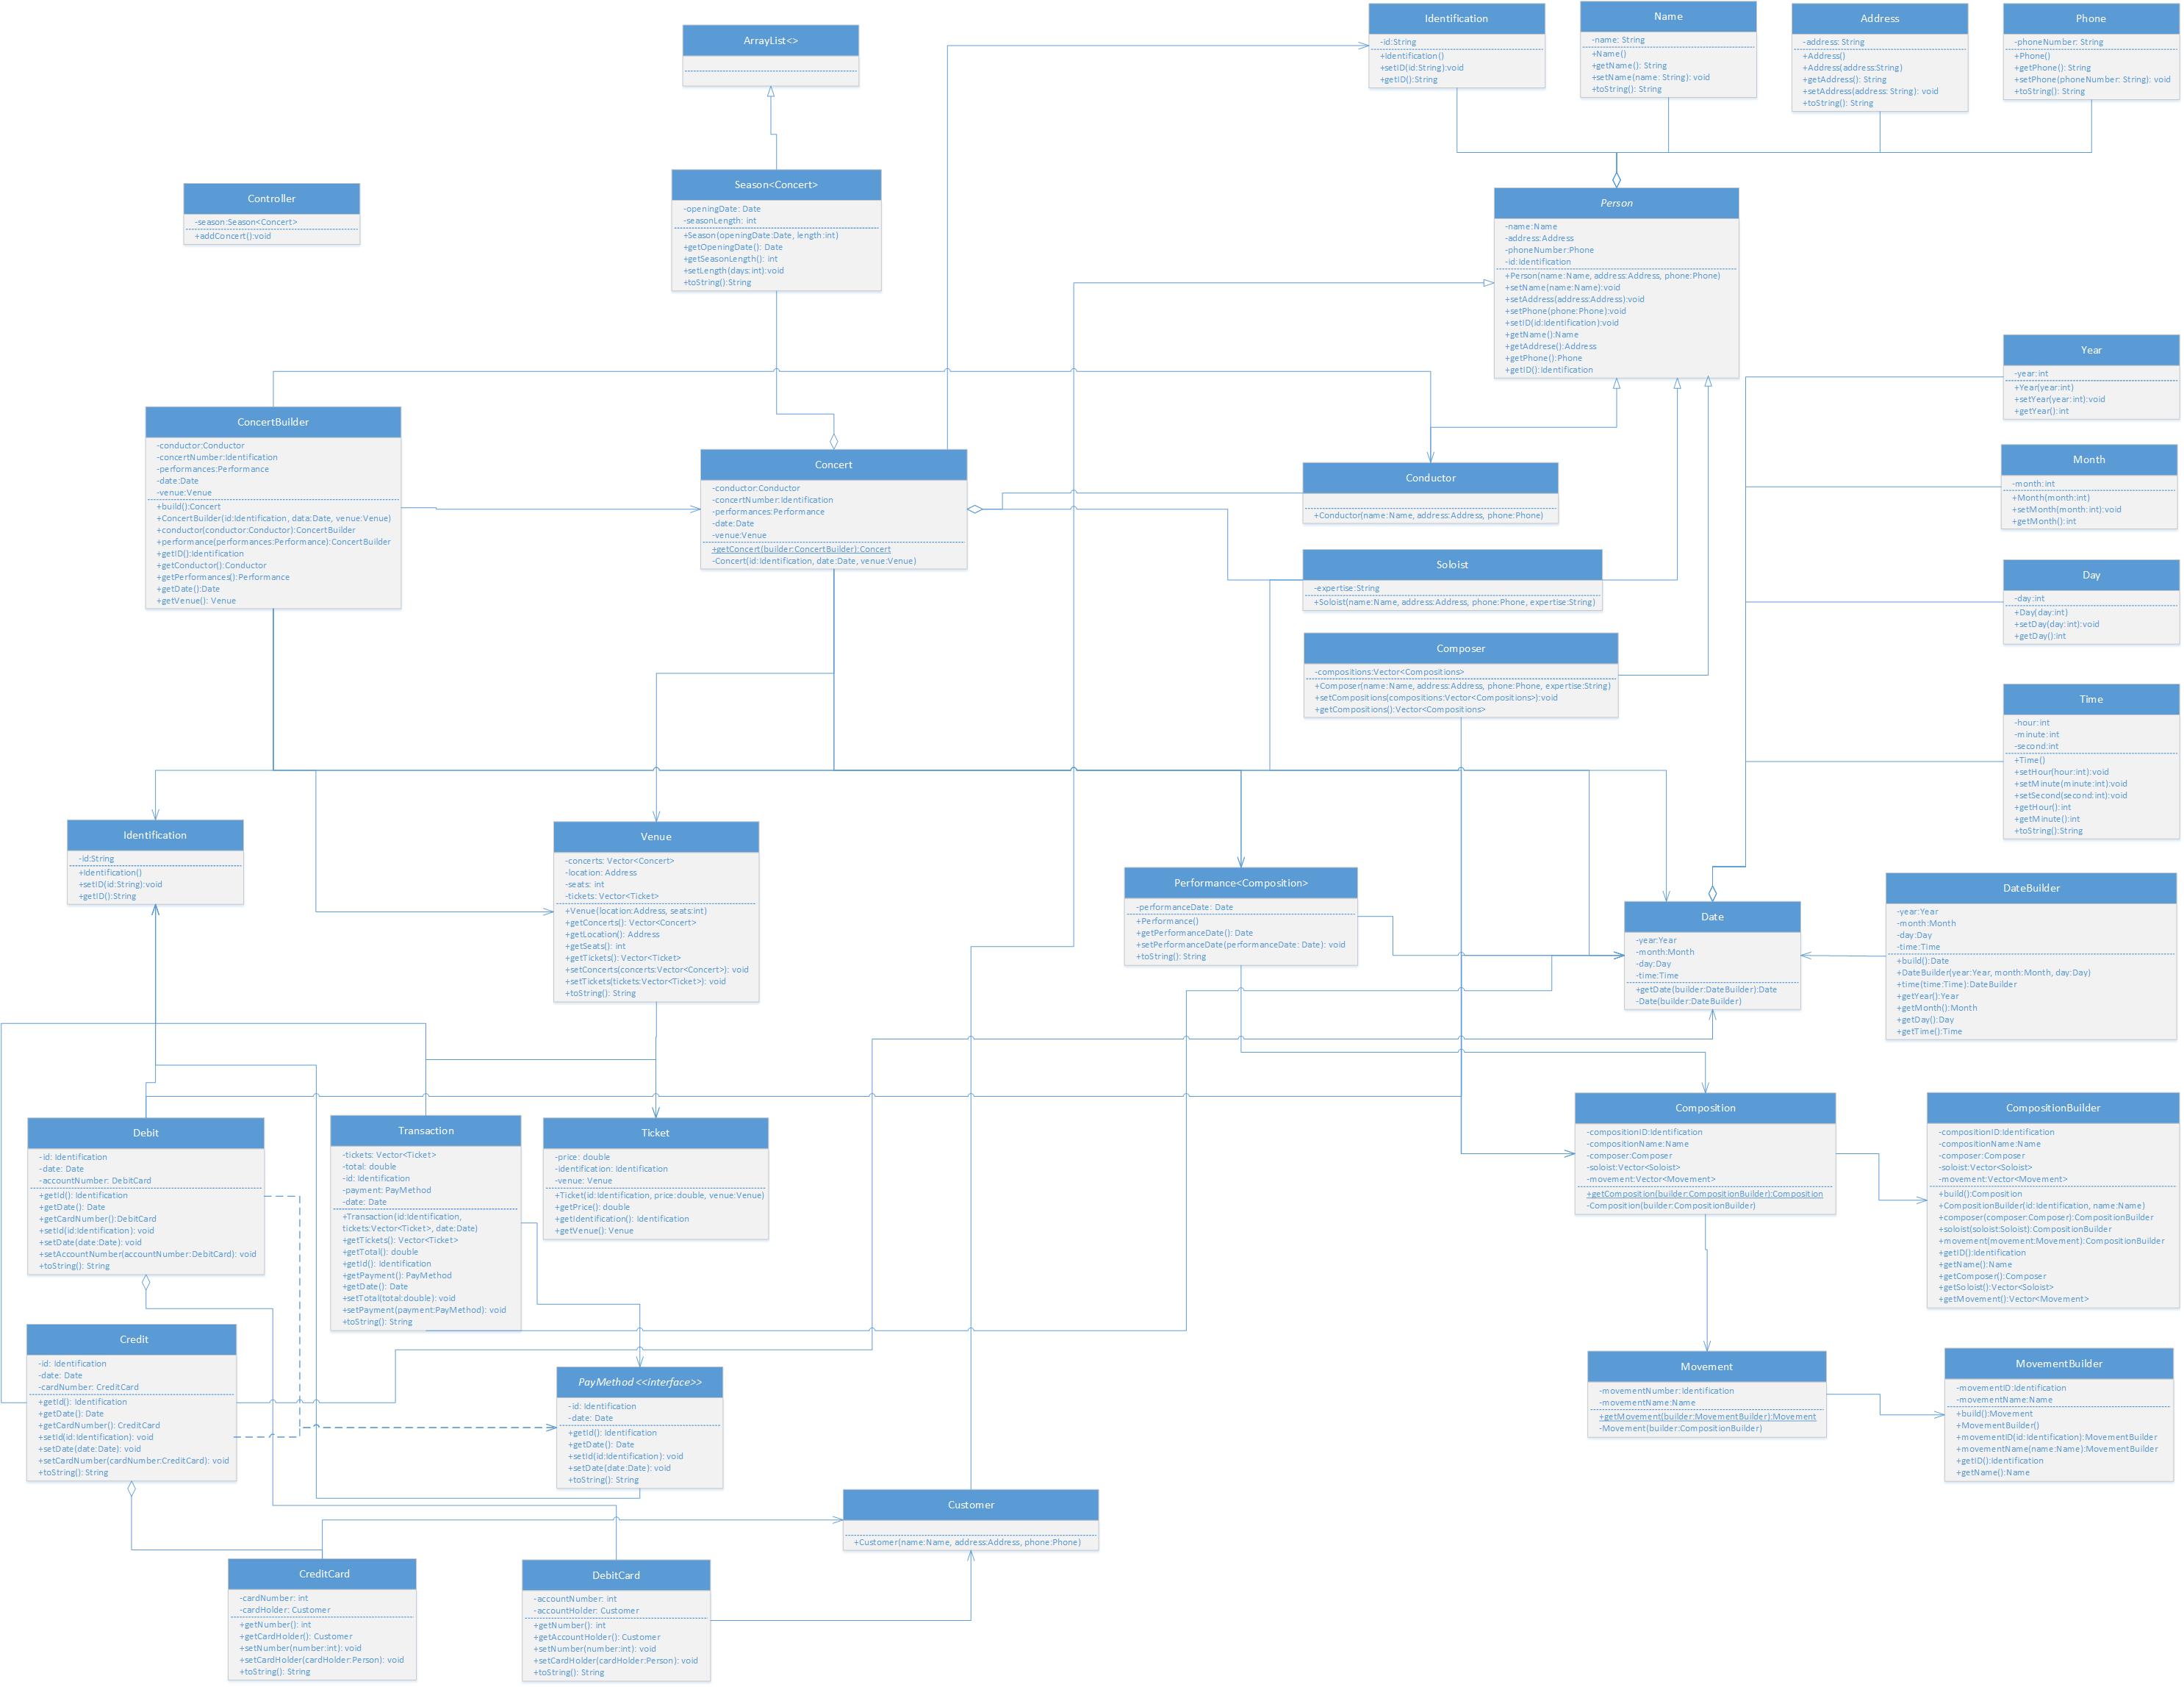 ArrayList<>
Identification
-id:String
+Identification()
+setID(id:String):void
+getID():String
Name
-name: String
+Name()
+getName(): String
+setName(name: String): void
+toString(): String
Address
-address: String
+Address()
+Address(address:String)
+getAddress(): String
+setAddress(address: String): void
+toString(): String
Phone
-phoneNumber: String
+Phone()
+getPhone(): String
+setPhone(phoneNumber: String): void
+toString(): String
Controller
-season:Season<Concert>
+addConcert():void
Season<Concert>
-openingDate: Date
-seasonLength: int
+Season(openingDate:Date, length:int)
+getOpeningDate(): Date
+getSeasonLength(): int
+setLength(days:int):void
+toString():String
Person
-name:Name
-address:Address
-phoneNumber:Phone
-id:Identification
+Person(name:Name, address:Address, phone:Phone)
+setName(name:Name):void
+setAddress(address:Address):void
+setPhone(phone:Phone):void
+setID(id:Identification):void
+getName():Name
+getAddrese():Address
+getPhone():Phone
+getID():Identification
Year
-year:int
+Year(year:int)
+setYear(year:int):void
+getYear():int
ConcertBuilder
-conductor:Conductor
-concertNumber:Identification
-performances:Performance
-date:Date
-venue:Venue
+build():Concert
+ConcertBuilder(id:Identification, data:Date, venue:Venue)
+conductor(conductor:Conductor):ConcertBuilder
+performance(performances:Performance):ConcertBuilder
+getID():Identification
+getConductor():Conductor
+getPerformances():Performance
+getDate():Date
+getVenue(): Venue
Concert
-conductor:Conductor
-concertNumber:Identification
-performances:Performance
-date:Date
-venue:Venue
+getConcert(builder:ConcertBuilder):Concert
-Concert(id:Identification, date:Date, venue:Venue)
Conductor
+Conductor(name:Name, address:Address, phone:Phone)
Month
-month:int
+Month(month:int)
+setMonth(month:int):void
+getMonth():int
Soloist
-expertise:String
+Soloist(name:Name, address:Address, phone:Phone, expertise:String)
Day
-day:int
+Day(day:int)
+setDay(day:int):void
+getDay():int
Composer
-compositions:Vector<Compositions>
+Composer(name:Name, address:Address, phone:Phone, expertise:String)
+setCompositions(compositions:Vector<Compositions>):void
+getCompositions():Vector<Compositions>
Time
-hour:int
-minute:int
-second:int
+Time()
+setHour(hour:int):void
+setMinute(minute:int):void
+setSecond(second:int):void
+getHour():int
+getMinute():int
+toString():String
Identification
-id:String
+Identification()
+setID(id:String):void
+getID():String
Venue
-concerts: Vector<Concert>
-location: Address
-seats: int
-tickets: Vector<Ticket>
+Venue(location:Address, seats:int)
+getConcerts(): Vector<Concert>
+getLocation(): Address
+getSeats(): int
+getTickets(): Vector<Ticket>
+setConcerts(concerts:Vector<Concert>): void
+setTickets(tickets:Vector<Ticket>): void
+toString(): String
Performance<Composition>
-performanceDate: Date
+Performance()
+getPerformanceDate(): Date
+setPerformanceDate(performanceDate: Date): void
+toString(): String
Date
-year:Year
-month:Month
-day:Day
-time:Time
+getDate(builder:DateBuilder):Date
-Date(builder:DateBuilder)
DateBuilder
-year:Year
-month:Month
-day:Day
-time:Time
+build():Date
+DateBuilder(year:Year, month:Month, day:Day)
+time(time:Time):DateBuilder
+getYear():Year
+getMonth():Month
+getDay():Day
+getTime():Time
Debit
-id: Identification
-date: Date
-accountNumber: DebitCard
+getId(): Identification
+getDate(): Date
+getCardNumber():DebitCard
+setId(id:Identification): void
+setDate(date:Date): void
+setAccountNumber(accountNumber:DebitCard): void
+toString(): String
Transaction
-tickets: Vector<Ticket>
-total: double
-id: Identification
-payment: PayMethod
-date: Date
+Transaction(id:Identification,
tickets:Vector<Ticket>, date:Date)
+getTickets(): Vector<Ticket>
+getTotal(): double
+getId(): Identification
+getPayment(): PayMethod
+getDate(): Date
+setTotal(total:double): void
+setPayment(payment:PayMethod): void
+toString(): String
Ticket
-price: double
-identification: Identification
-venue: Venue
+Ticket(id:Identification, price:double, venue:Venue)
+getPrice(): double
+getIdentification(): Identification
+getVenue(): Venue
Composition
-compositionID:Identification
-compositionName:Name
-composer:Composer
-soloist:Vector<Soloist>
-movement:Vector<Movement>
+getComposition(builder:CompositionBuilder):Composition
-Composition(builder:CompositionBuilder)
CompositionBuilder
-compositionID:Identification
-compositionName:Name
-composer:Composer
-soloist:Vector<Soloist>
-movement:Vector<Movement>
+build():Composition
+CompositionBuilder(id:Identification, name:Name)
+composer(composer:Composer):CompositionBuilder
+soloist(soloist:Soloist):CompositionBuilder
+movement(movement:Movement):CompositionBuilder
+getID():Identification
+getName():Name
+getComposer():Composer
+getSoloist():Vector<Soloist>
+getMovement():Vector<Movement>
Credit
-id: Identification
-date: Date
-cardNumber: CreditCard
+getId(): Identification
+getDate(): Date
+getCardNumber(): CreditCard
+setId(id:Identification): void
+setDate(date:Date): void
+setCardNumber(cardNumber:CreditCard): void
+toString(): String
PayMethod <<interface>>
-id: Identification
-date: Date
+getId(): Identification
+getDate(): Date
+setId(id:Identification): void
+setDate(date:Date): void
+toString(): String
Movement
-movementNumber:Identification
-movementName:Name
+getMovement(builder:MovementBuilder):Movement
-Movement(builder:CompositionBuilder)
MovementBuilder
-movementID:Identification
-movementName:Name
+build():Movement
+MovementBuilder()
+movementID(id:Identification):MovementBuilder
+movementName(name:Name):MovementBuilder
+getID():Identification
+getName():Name
Customer
+Customer(name:Name, address:Address, phone:Phone)
CreditCard
-cardNumber: int
-cardHolder: Customer
+getNumber(): int
+getCardHolder(): Customer
+setNumber(number:int): void
+setCardHolder(cardHolder:Person): void
+toString(): String
DebitCard
-accountNumber: int
-accountHolder: Customer
+getNumber(): int
+getAccountHolder(): Customer
+setNumber(number:int): void
+setCardHolder(cardHolder:Person): void
+toString(): String